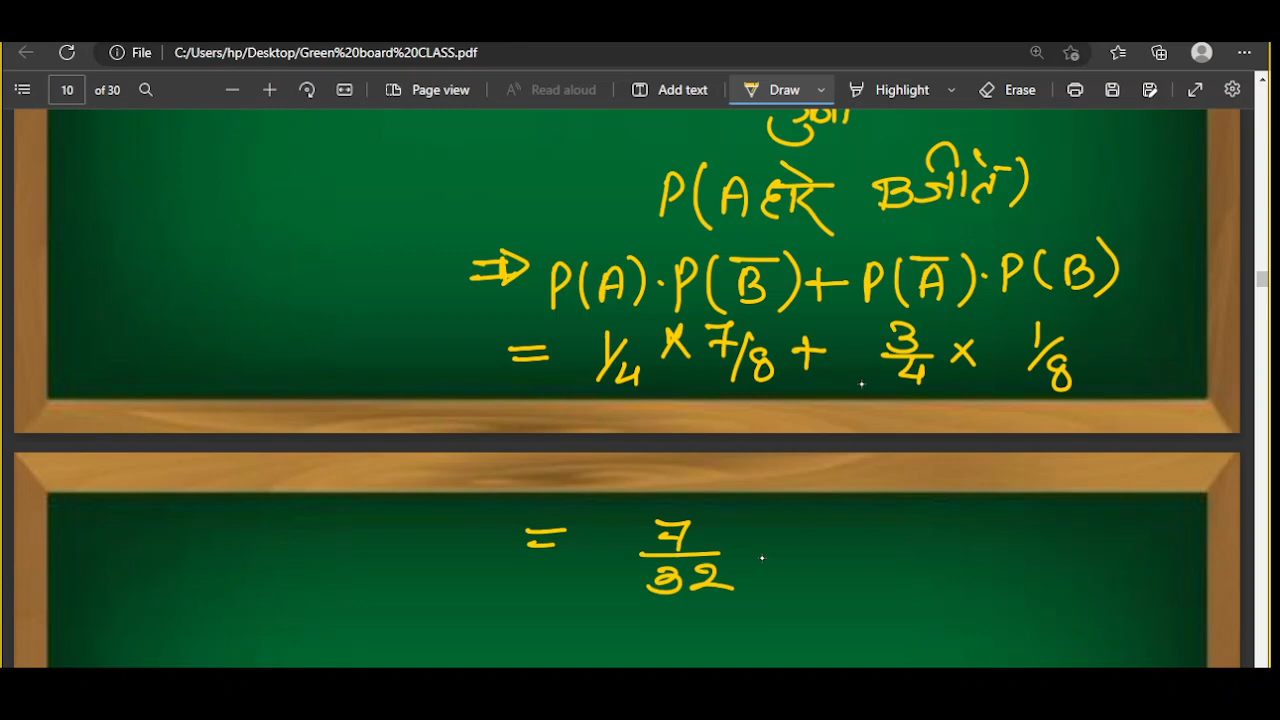 File C:/Users/hp/Desktop/Green%20board%20CLASS.pdf
10 of 30 Page view Read aloud Add text Draw Highlight Erase
P(A हारे B जीते)
⇒ P(A)·P(B̅)+P(A̅)·P(B)
= 1/4 × 7/8 + 3/4 × 1/8
= 7/32